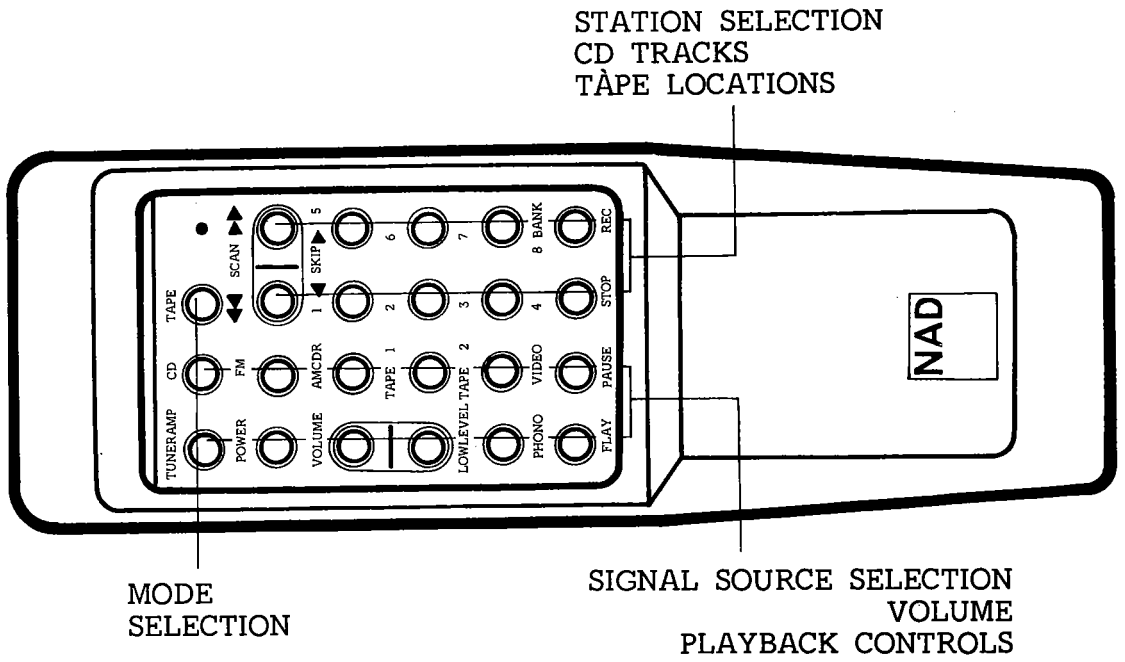 STATION SELECTION
CD TRACKS
TÀPE LOCATIONS
TUNERAMP CD TAPE
POWER FM SCAN
VOLUME AMCDR 1 SKIP 5
TAPE 1 2 6
LOWLEVEL TAPE 2 3 7
PHONO VIDEO 4 8 BANK
PLAY PAUSE STOP REC
NAD
MODE
SELECTION
SIGNAL SOURCE SELECTION
VOLUME
PLAYBACK CONTROLS